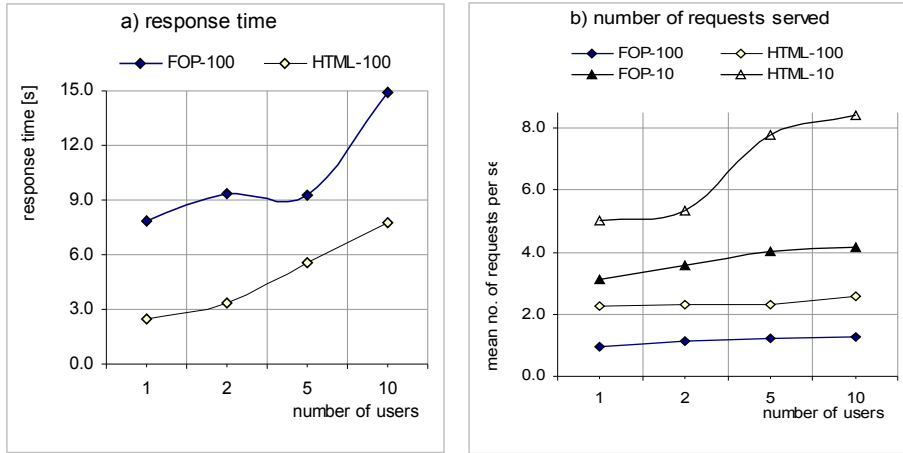 a) response time
FOP-100 HTML-100
response time [s]
15.0
12.0
9.0
6.0
3.0
0.0
1 2 5 10
number of users
b) number of requests served
FOP-100 HTML-100
FOP-10 HTML-10
mean no. of requests per se
8.0
6.0
4.0
2.0
0.0
1 2 5 10
number of users